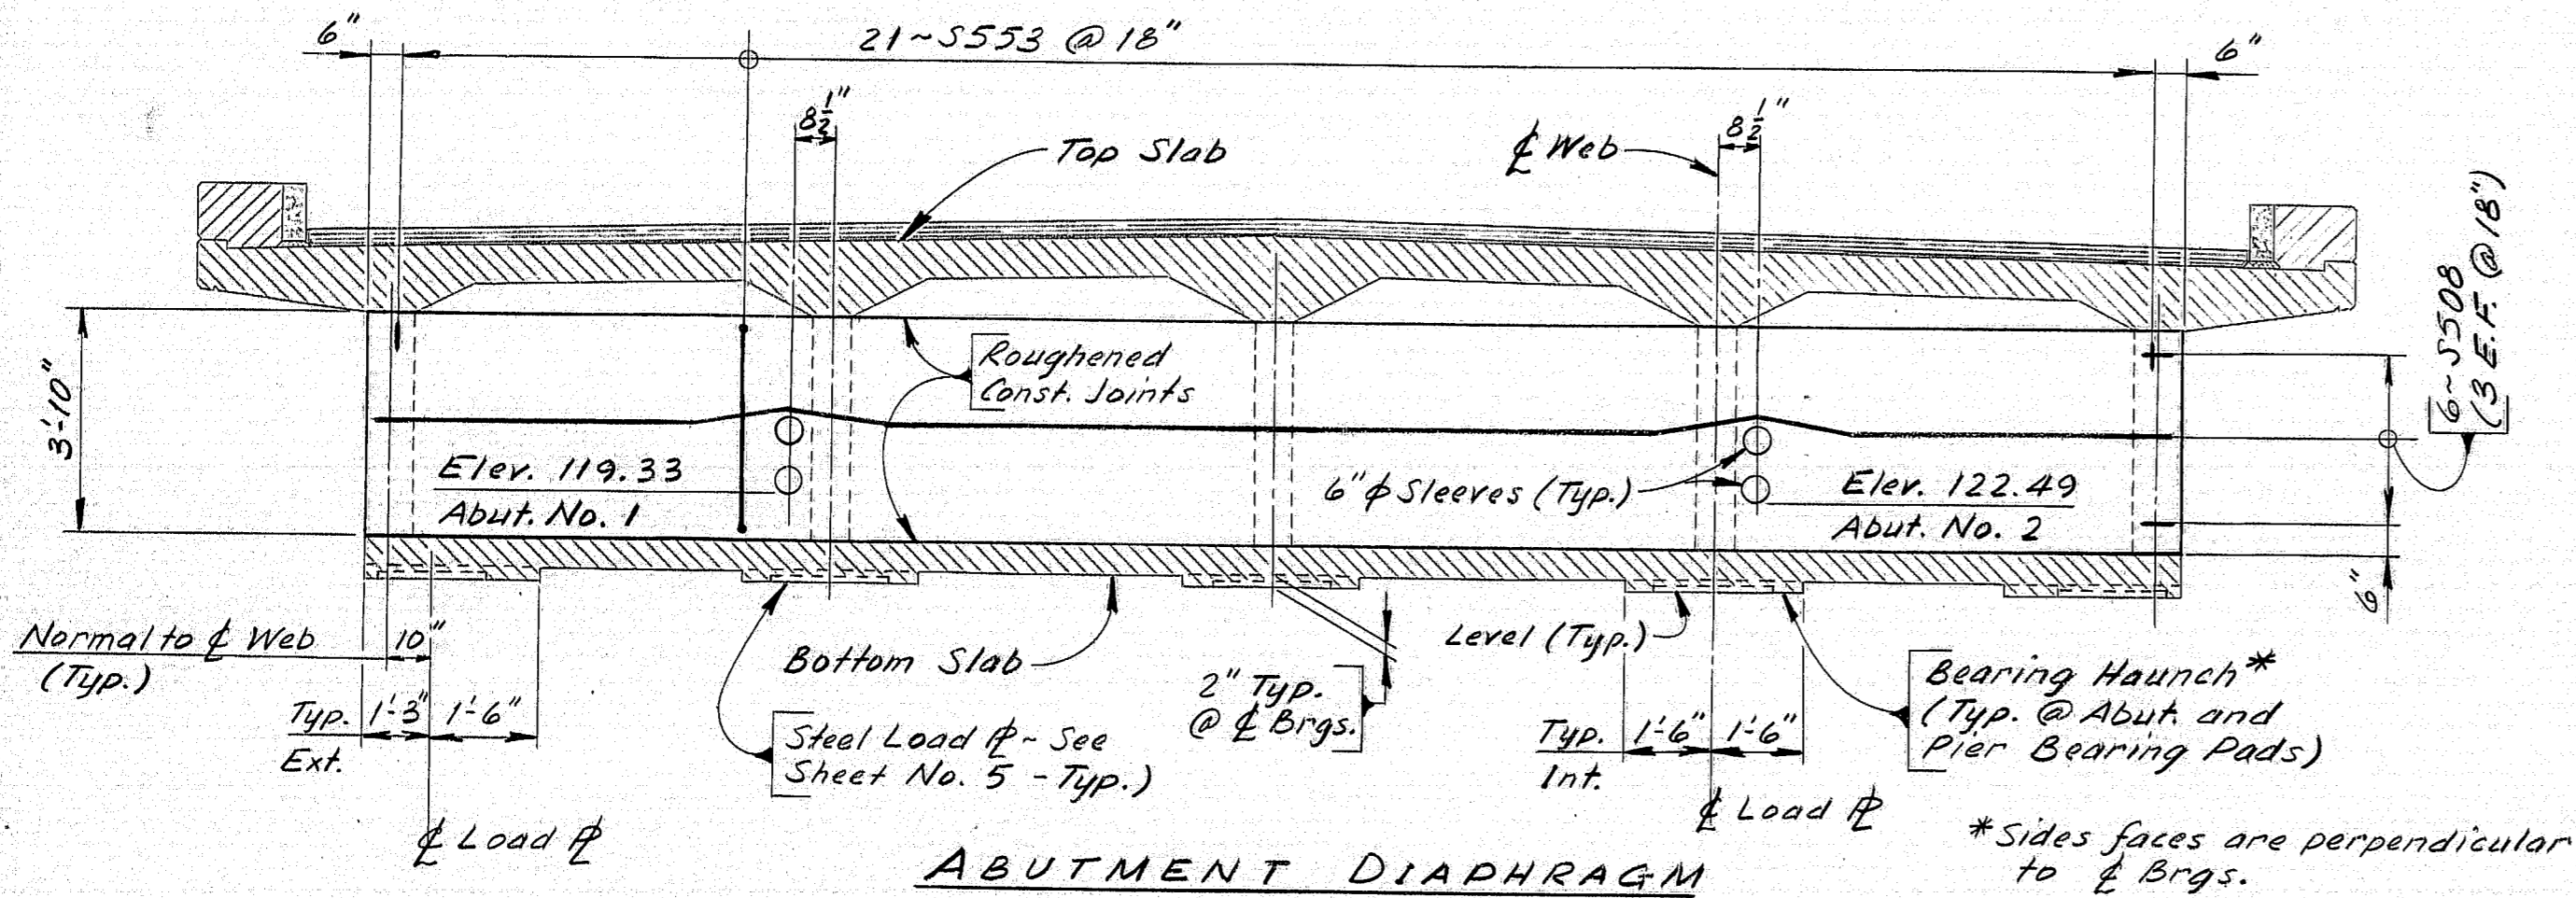 6"
21~S553 @ 18"
6"
8 1/2"
8 1/2"
Top Slab
℄ Web
6~S508
(3 E.F. @ 18")
3'-10"
Roughened
Const. Joints
Elev. 119.33
Abut. No. 1
6"ϕ Sleeves (Typ.)
Elev. 122.49
Abut. No. 2
6"
Normal to ℄ Web
(Typ.)
10"
Bottom Slab
Level (Typ.)
2" Typ.
@ ℄ Brgs.
Bearing Haunch*
(Typ. @ Abut. and
Pier Bearing Pads)
Typ.
Ext.
1'-3"
1'-6"
Steel Load ⅊ ~ See
Sheet No. 5 - Typ.)
Typ.
Int.
1'-6"
1'-6"
℄ Load ⅊
℄ Load ⅊
*Sides faces are perpendicular
to ℄ Brgs.
ABUTMENT DIAPHRAGM